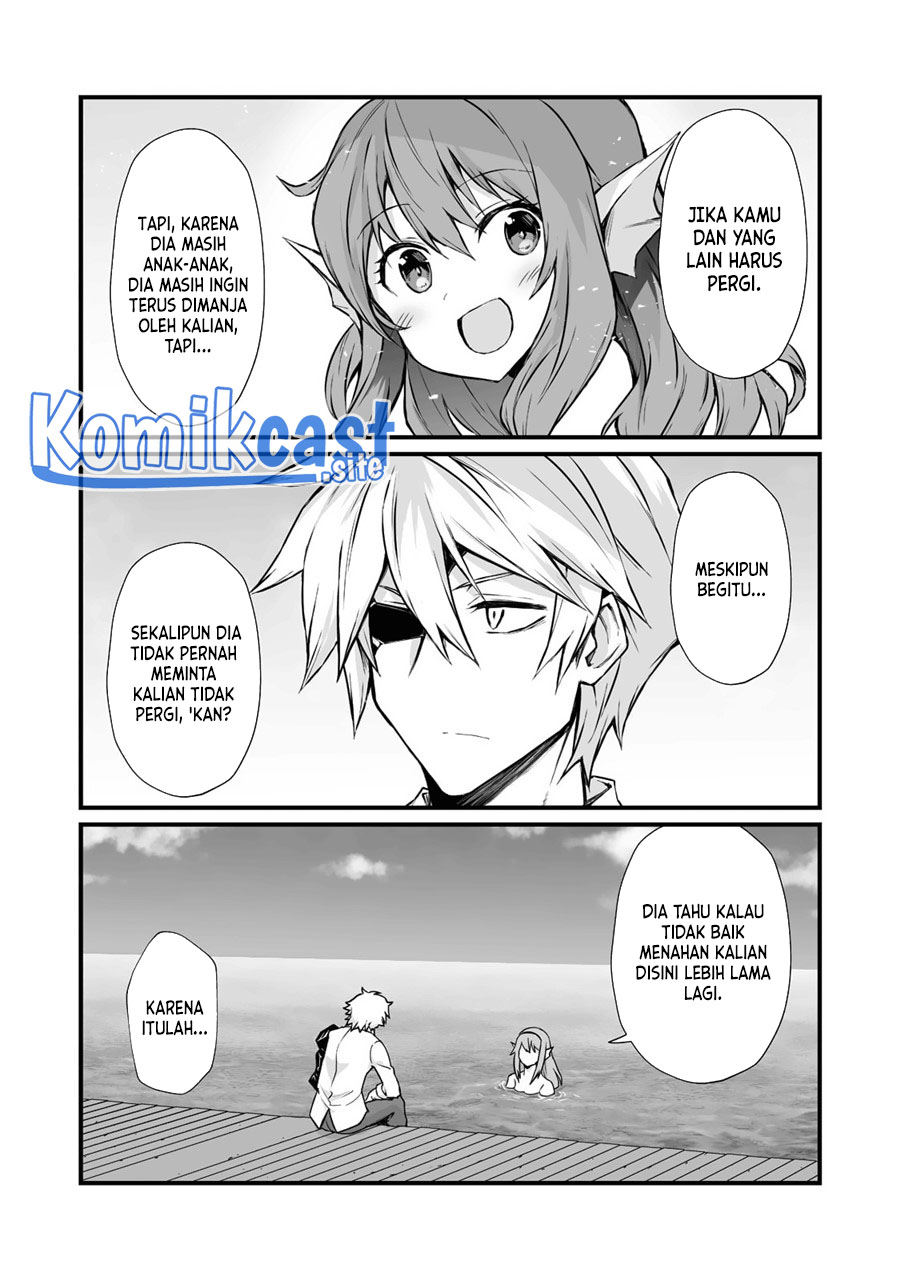 JIKA KAMU
DAN YANG
LAIN HARUS
PERGI.
TAPI, KARENA
DIA MASIH
ANAK-ANAK,
DIA MASIH INGIN
TERUS DIMANJA
OLEH KALIAN,
TAPI...
Komikcast
.site
MESKIPUN
BEGITU...
SEKALIPUN DIA
TIDAK PERNAH
MEMINTA
KALIAN TIDAK
PERGI, 'KAN?
DIA TAHU KALAU
TIDAK BAIK
MENAHAN KALIAN
DISINI LEBIH LAMA
LAGI.
KARENA
ITULAH...